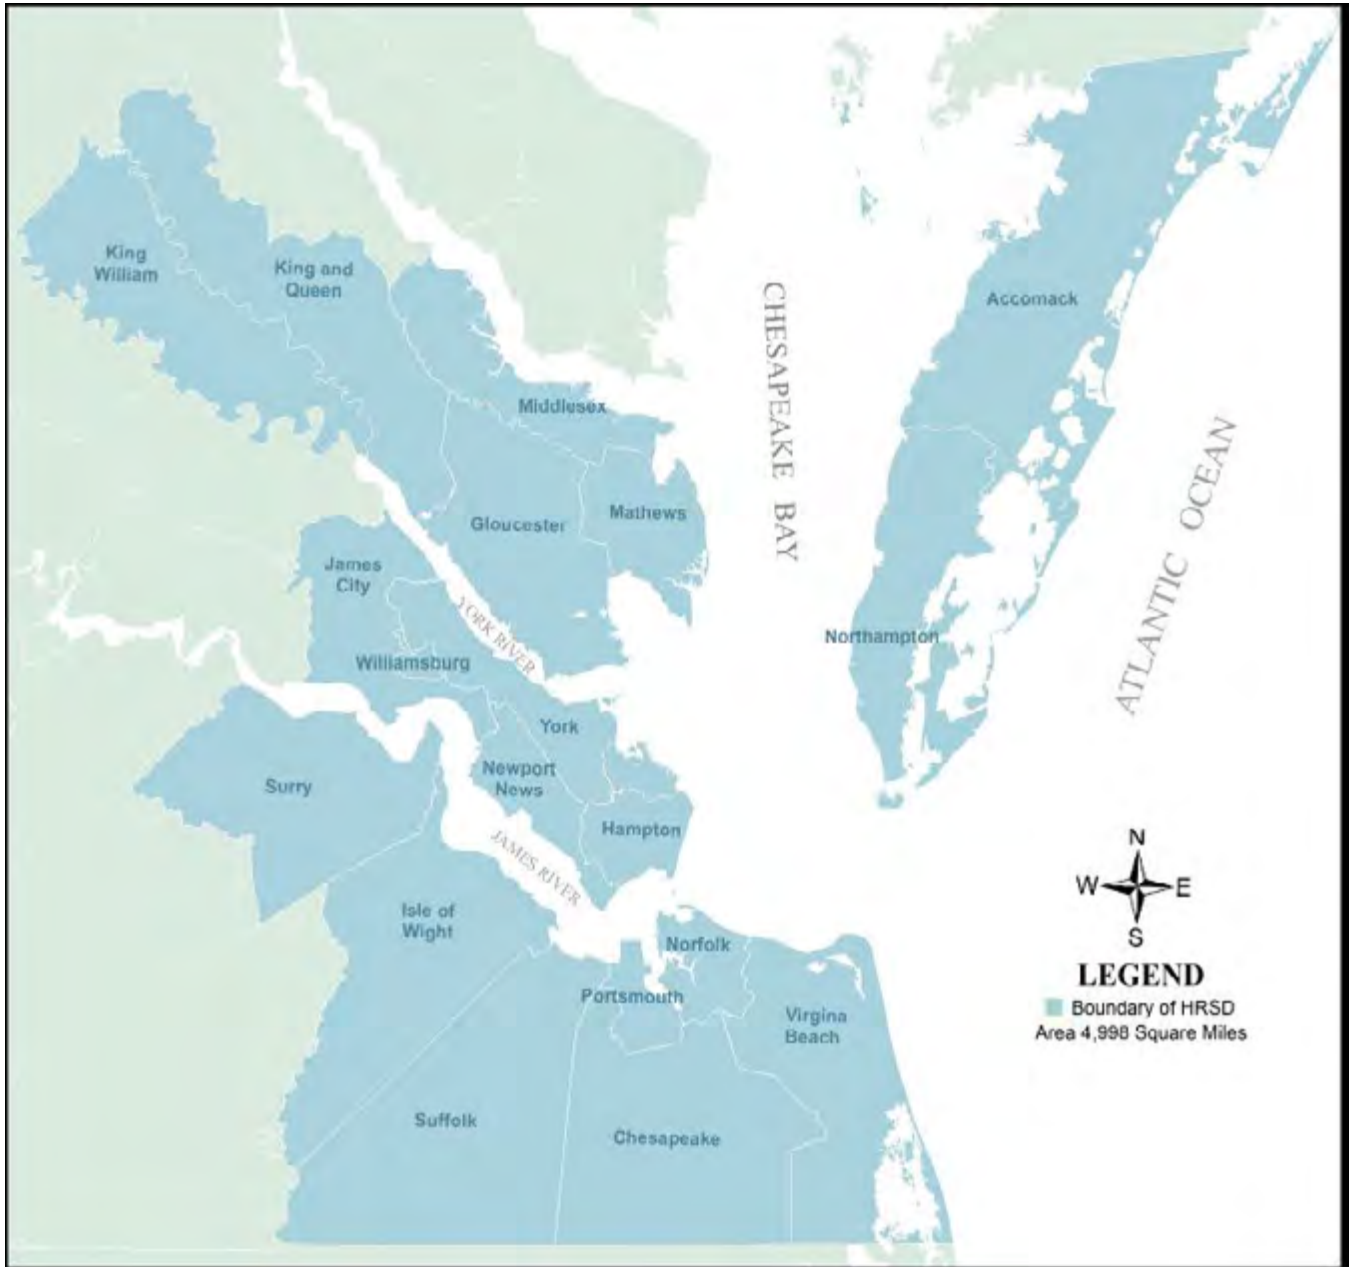 King
William
King and
Queen
Accomack
CHESAPEAKE BAY
Middlesex
ATLANTIC OCEAN
Mathews
Gloucester
James
City
YORK RIVER
Northampton
Williamsburg
York
Newport
News
Surry
Hampton
JAMES RIVER
Isle of
Wight
Norfolk
Portsmouth
Virgina
Beach
Suffolk
Chesapeake
N
W E
S
LEGEND
Boundary of HRSD
Area 4,998 Square Miles